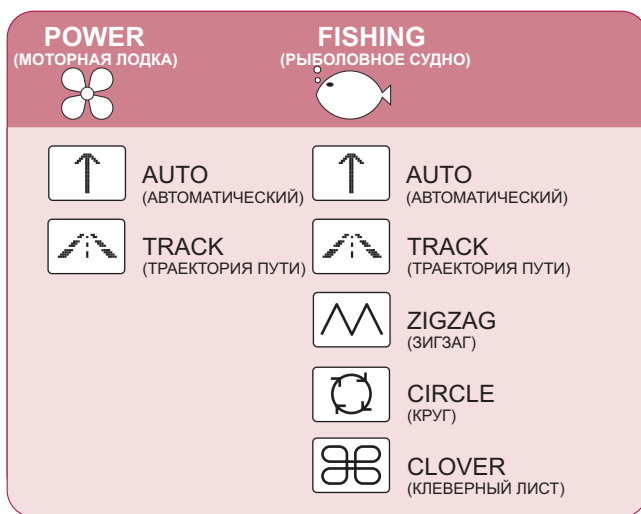 POWER
(МОТОРНАЯ ЛОДКА)
AUTO
(АВТОМАТИЧЕСКИЙ)
TRACK
(ТРАЕКТОРИЯ ПУТИ)
FISHING
(РЫБОЛОВНОЕ СУДНО)
AUTO
(АВТОМАТИЧЕСКИЙ)
TRACK
(ТРАЕКТОРИЯ ПУТИ)
ZIGZAG
(ЗИГЗАГ)
CIRCLE
(КРУГ)
CLOVER
(КЛЕВЕРНЫЙ ЛИСТ)